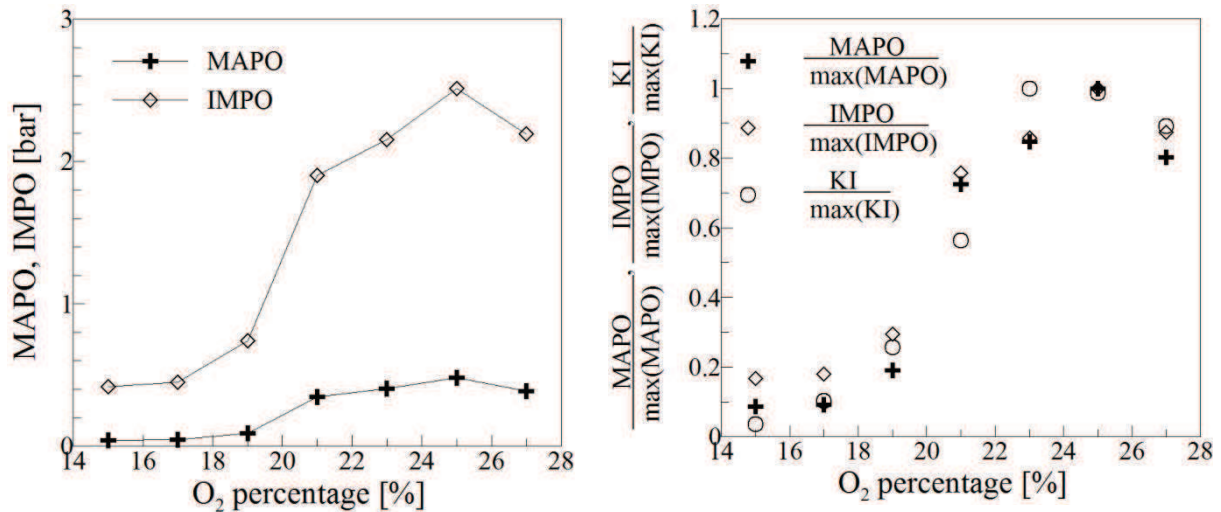 3
2
1
0
MAPO, IMPO [bar]
MAPO
IMPO
14 16 18 20 22 24 26 28
O₂ percentage [%]
MAPO
max(MAPO)
,
IMPO
max(IMPO)
,
KI
max(KI)
1.2
1
0.8
0.6
0.4
0.2
0
MAPO
max(MAPO)
IMPO
max(IMPO)
KI
max(KI)
14 16 18 20 22 24 26 28
O₂ percentage [%]